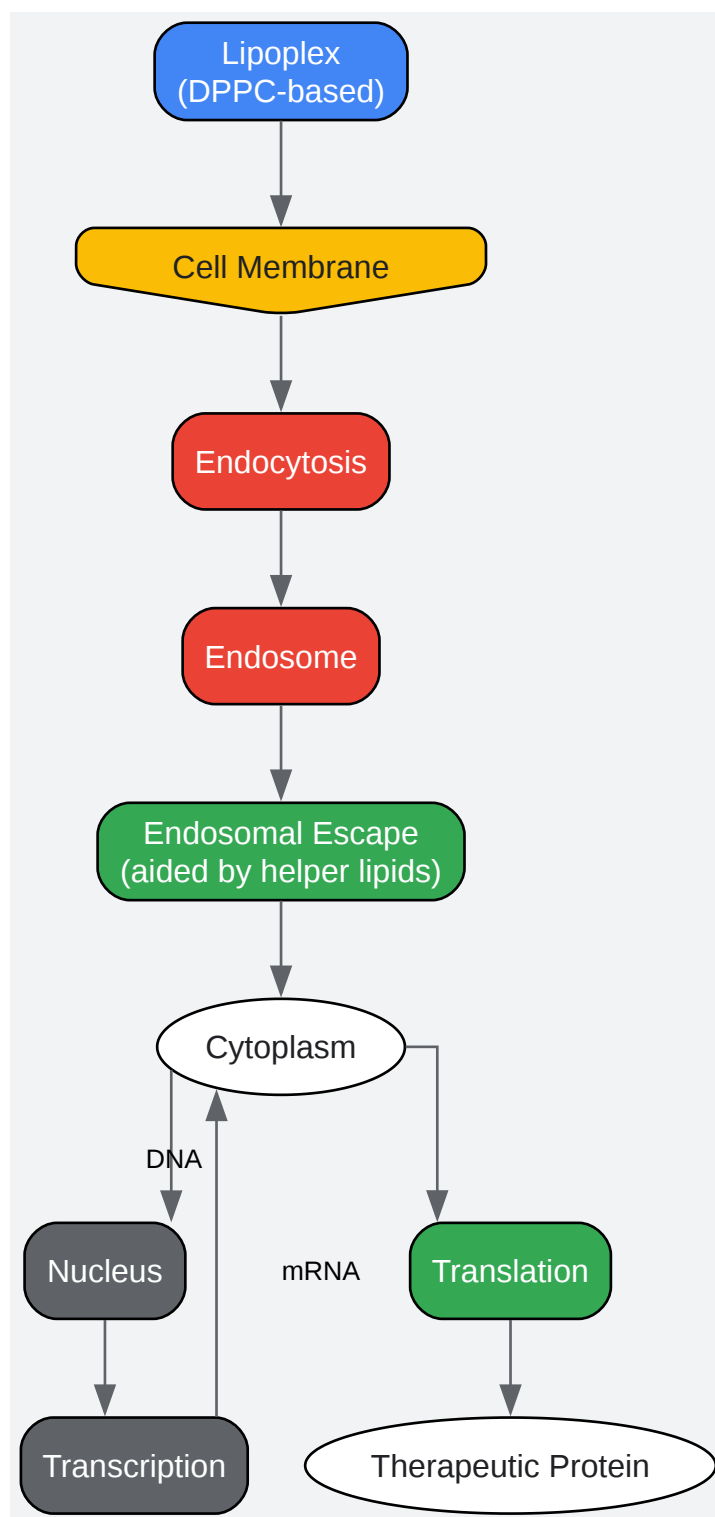 Lipoplex
(DPPC-based)
Cell Membrane
Endocytosis
Endosome
Endosomal Escape
(aided by helper lipids)
Cytoplasm
DNA
Nucleus
mRNA
Translation
Transcription
Therapeutic Protein